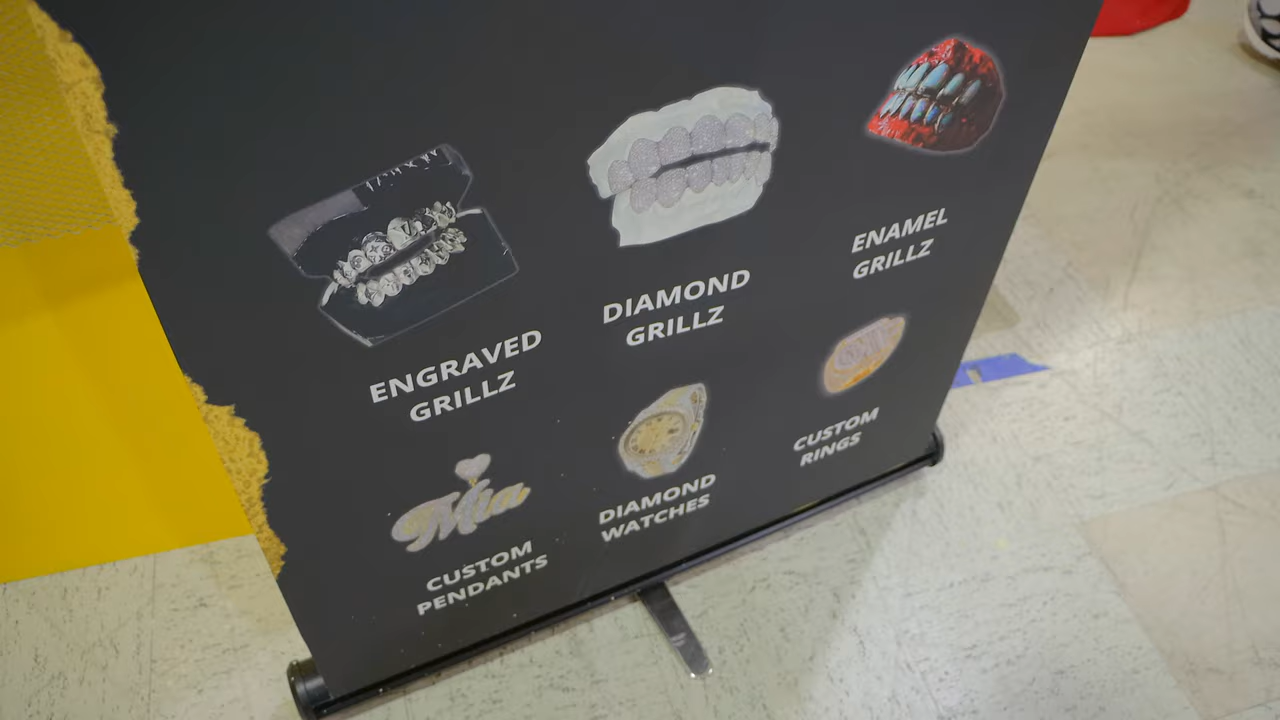 ENGRAVED
GRILLZ
DIAMOND
GRILLZ
ENAMEL
GRILLZ
Mia
CUSTOM
PENDANTS
DIAMOND
WATCHES
CUSTOM
RINGS